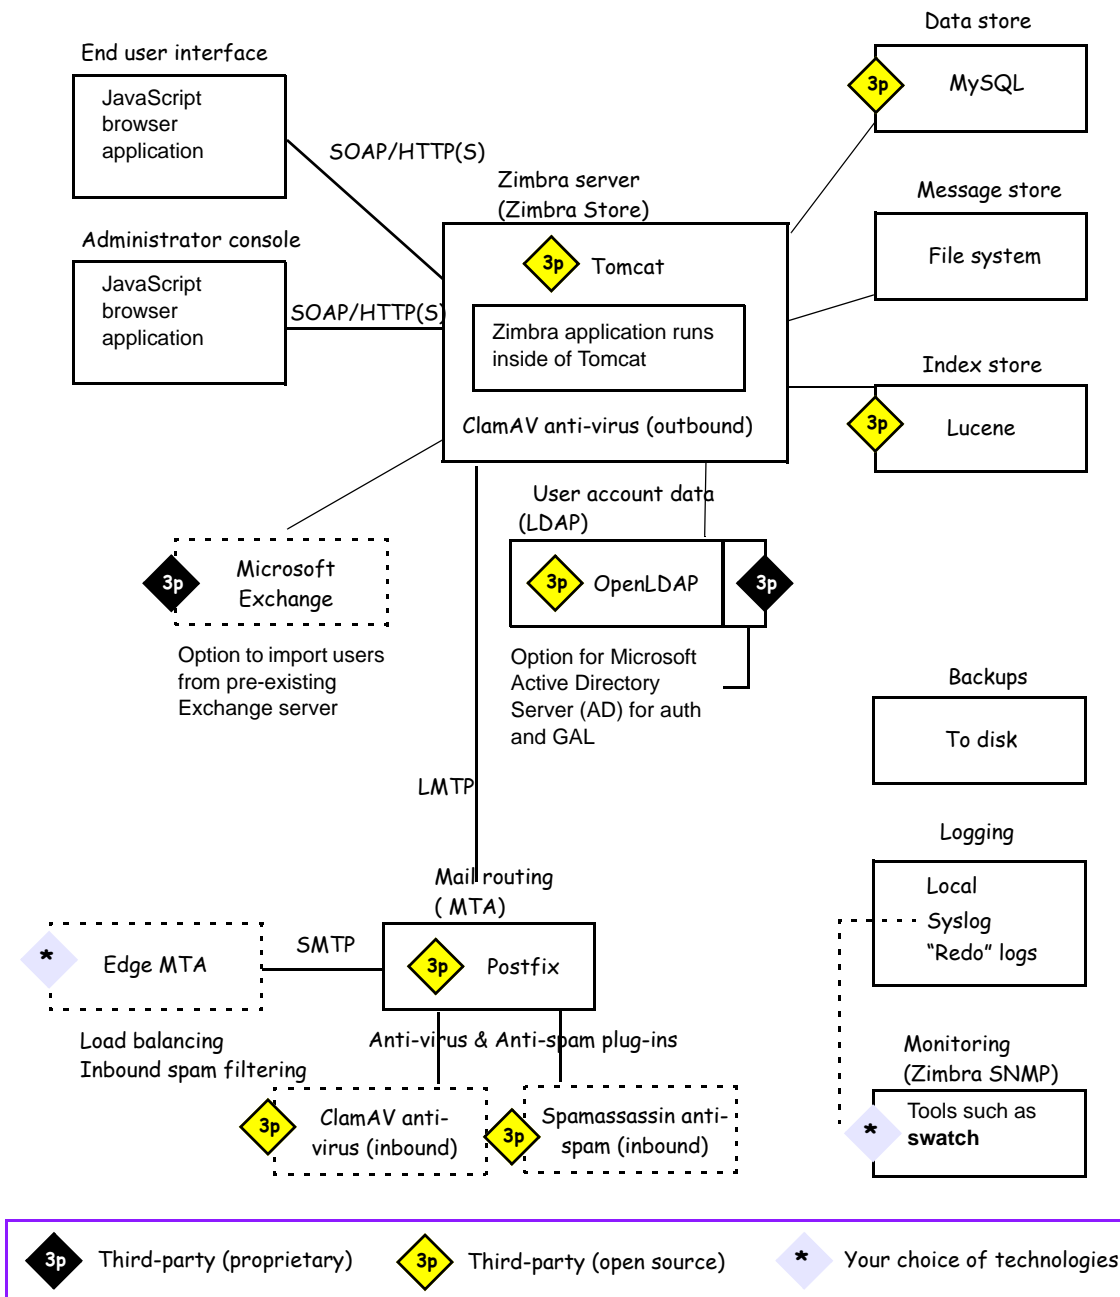 Data store
End user interface
3p
MySQL
JavaScript
browser
application
SOAP/HTTP(S)
Zimbra server
(Zimbra Store)
Message store
File system
Administrator console
JavaScript
browser
application
SOAP/HTTP(S)
3p
Tomcat
Zimbra application runs
inside of Tomcat
ClamAV anti-virus (outbound)
Index store
3p
Lucene
User account data
(LDAP)
3p
Microsoft
Exchange
3p
OpenLDAP
3p
Option to import users
from pre-existing
Exchange server
Option for Microsoft
Active Directory
Server (AD) for auth
and GAL
Backups
To disk
LMTP
Logging
Local
Syslog
“Redo” logs
Mail routing
( MTA)
*
Edge MTA
SMTP
3p
Postfix
Load balancing
Inbound spam filtering
Anti-virus & Anti-spam plug-ins
3p
ClamAV anti-
virus (inbound)
3p
Spamassassin anti-
spam (inbound)
Monitoring
(Zimbra SNMP)
*
Tools such as
swatch
3p
Third-party (proprietary)
3p
Third-party (open source)
*
Your choice of technologies